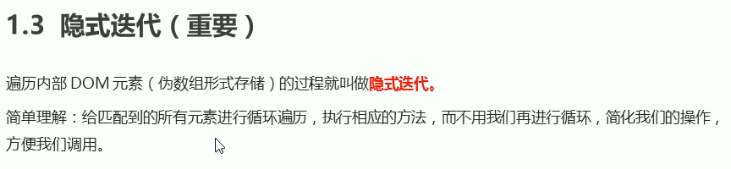 1.3 隐式迭代（重要）
遍历内部 DOM 元素（伪数组形式存储）的过程就叫做隐式迭代。
简单理解：给匹配到的所有元素进行循环遍历，执行相应的方法，而不用我们再进行循环，简化我们的操作，
方便我们调用。